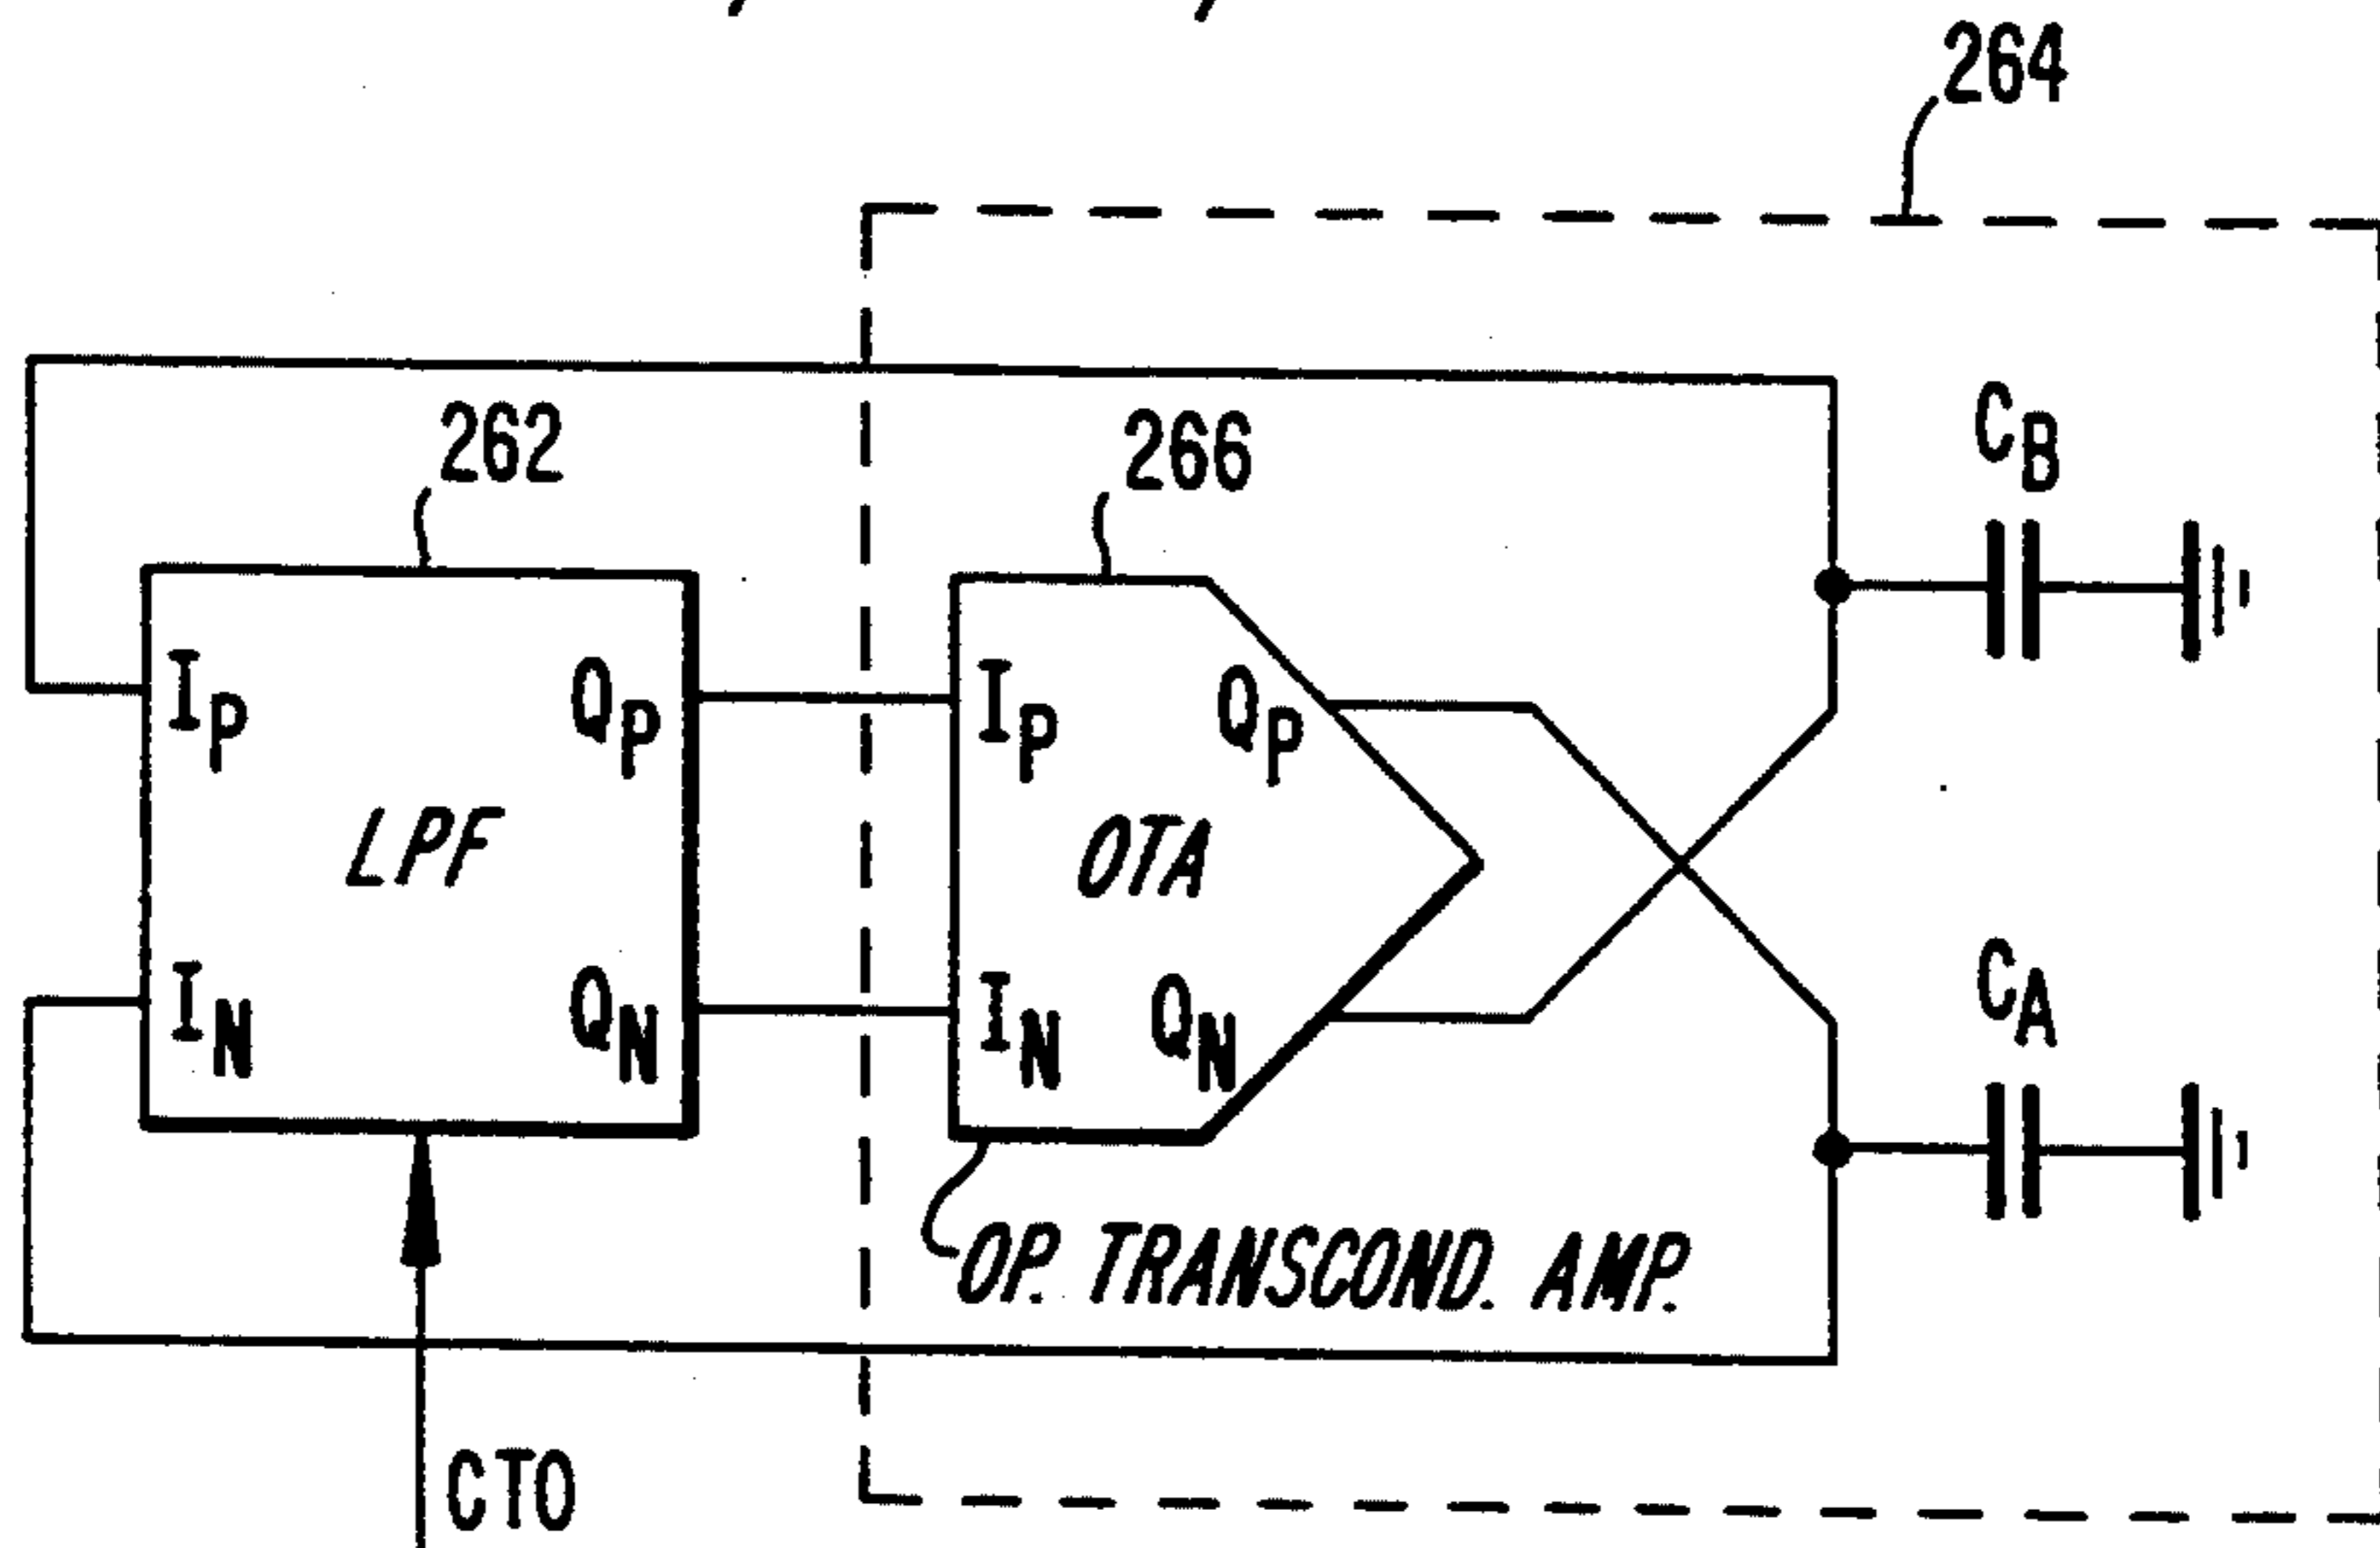 264
262
266
C_B
I_P
Q_P
I_P
Q_P
LPF
OTA
C_A
I_N
Q_N
I_N
Q_N
OP. TRANSCOND. AMP.
CTO